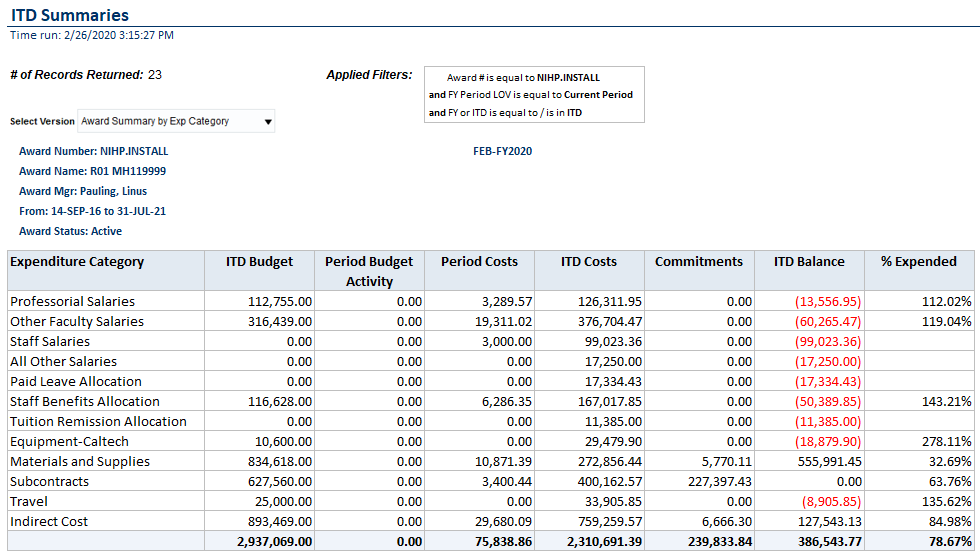 ITD Summaries
Time run: 2/26/2020 3:15:27 PM
# of Records Returned: 23 Applied Filters: Award # is equal to NIHP.INSTALL
and FY Period LOV is equal to Current Period
and FY or ITD is equal to / is in ITD
Select Version Award Summary by Exp Category
Award Number: NIHP.INSTALL FEB-FY2020
Award Name: R01 MH119999
Award Mgr: Pauling, Linus
From: 14-SEP-16 to 31-JUL-21
Award Status: Active
Expenditure Category ITD Budget Period Budget Activity Period Costs ITD Costs Commitments ITD Balance % Expended
Professorial Salaries 112,755.00 0.00 3,289.57 126,311.95 0.00 (13,556.95) 112.02%
Other Faculty Salaries 316,439.00 0.00 19,311.02 376,704.47 0.00 (60,265.47) 119.04%
Staff Salaries 0.00 0.00 3,000.00 99,023.36 0.00 (99,023.36)
All Other Salaries 0.00 0.00 0.00 17,250.00 0.00 (17,250.00)
Paid Leave Allocation 0.00 0.00 0.00 17,334.43 0.00 (17,334.43)
Staff Benefits Allocation 116,628.00 0.00 6,286.35 167,017.85 0.00 (50,389.85) 143.21%
Tuition Remission Allocation 0.00 0.00 0.00 11,385.00 0.00 (11,385.00)
Equipment-Caltech 10,600.00 0.00 0.00 29,479.90 0.00 (18,879.90) 278.11%
Materials and Supplies 834,618.00 0.00 10,871.39 272,856.44 5,770.11 555,991.45 32.69%
Subcontracts 627,560.00 0.00 3,400.44 400,162.57 227,397.43 0.00 63.76%
Travel 25,000.00 0.00 0.00 33,905.85 0.00 (8,905.85) 135.62%
Indirect Cost 893,469.00 0.00 29,680.09 759,259.57 6,666.30 127,543.13 84.98%
2,937,069.00 0.00 75,838.86 2,310,691.39 239,833.84 386,543.77 78.67%